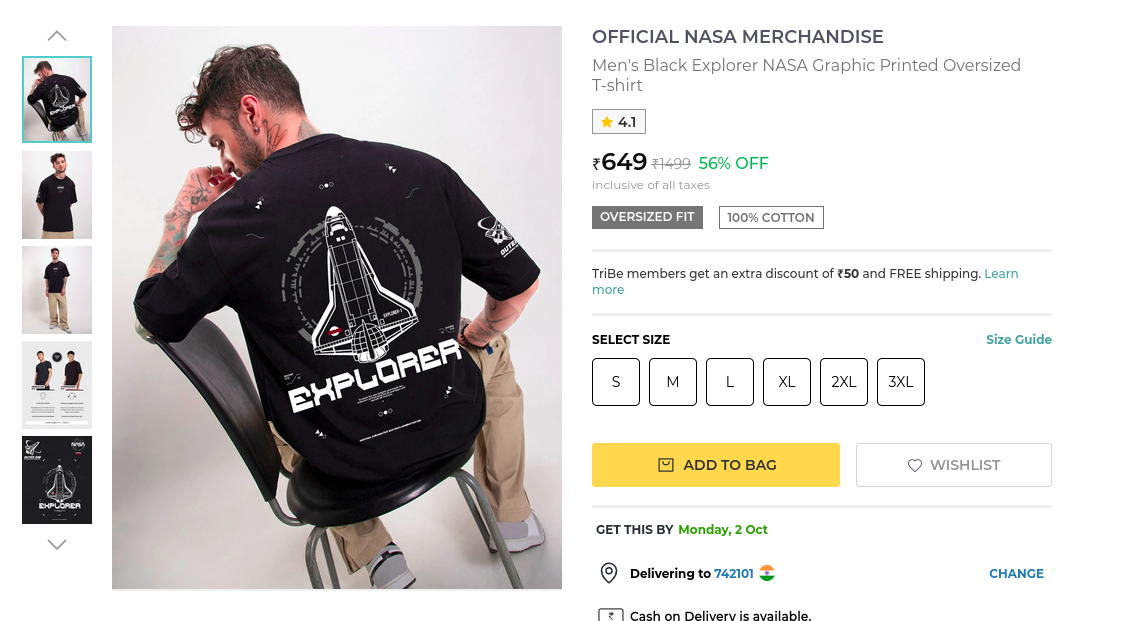 OFFICIAL NASA MERCHANDISE
Men's Black Explorer NASA Graphic Printed Oversized
T-shirt
4.1
₹649 ₹1499 56% OFF
inclusive of all taxes
OVERSIZED FIT 100% COTTON
TriBe members get an extra discount of ₹50 and FREE shipping. Learn
more
SELECT SIZE Size Guide
S M L XL 2XL 3XL
ADD TO BAG WISHLIST
GET THIS BY Monday, 2 Oct
Delivering to 742101 CHANGE
₹ Cash on Delivery is available.
EXPLORER
EXPLORER
EXPLORER
NASA